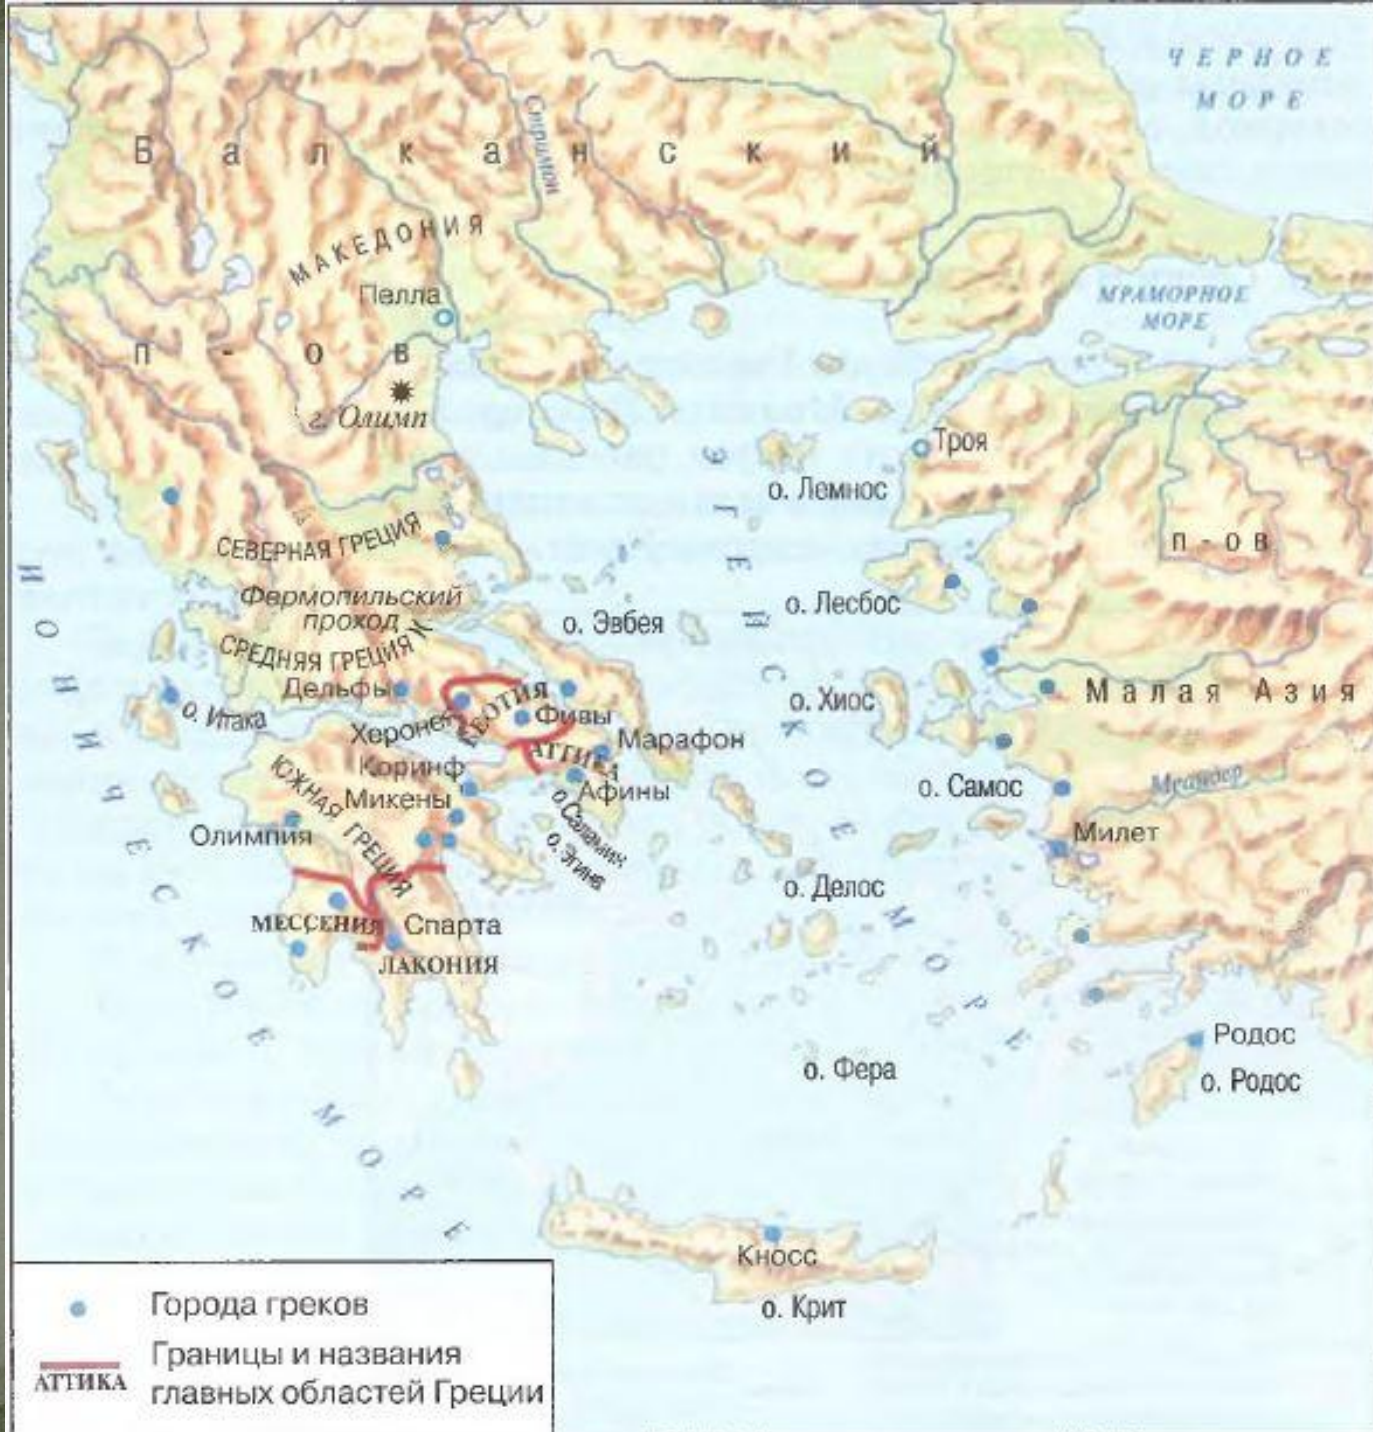 ЧЕРНОЕ
МОРЕ
Балканский
Стримон
МАКЕДОНИЯ
Пелла
МРАМОРНОЕ
МОРЕ
П-ОВ
г. Олимп
Троя
о. Лемнос
ЭГЕЙСКОЕ МОРЕ
СЕВЕРНАЯ ГРЕЦИЯ
п-ов
Фермопильский
проход
о. Эвбея
о. Лесбос
ИОНИЧЕСКОЕ МОРЕ
СРЕДНЯЯ ГРЕЦИЯ
Дельфы
БЕОТИЯ
о. Хиос
Малая Азия
о. Итака
Херонея
Фивы
Марафон
АТТИКА
Коринф
ЮЖНАЯ ГРЕЦИЯ
Микены
Афины
о. Самос
Меандер
о. Саламин
о. Эгина
Олимпия
Милет
о. Делос
МЕССЕНИЯ
Спарта
ЛАКОНИЯ
Родос
о. Фера
о. Родос
Кносс
о. Крит
Города греков
Границы и названия
АТТИКА
главных областей Греции